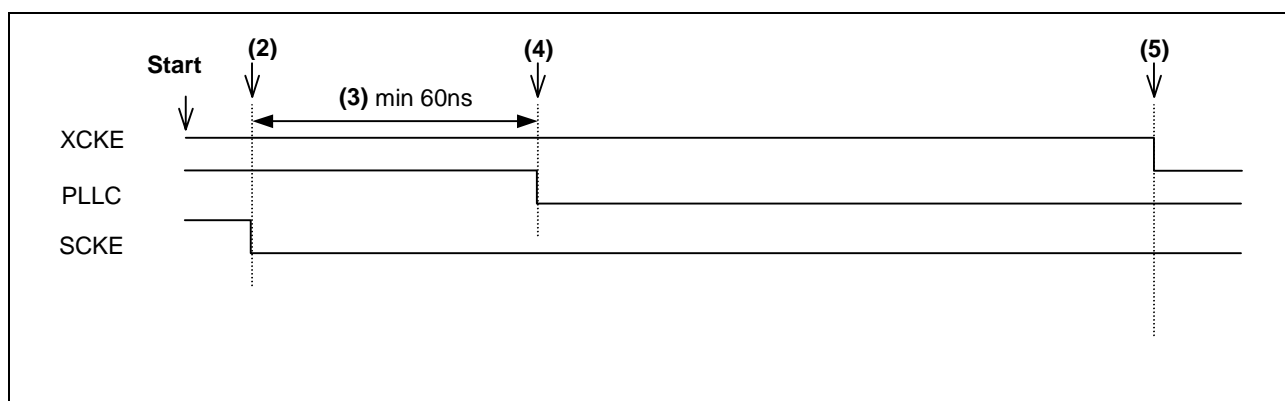 Start
(2)
(4)
(5)
(3) min 60ns
XCKE
PLLC
SCKE